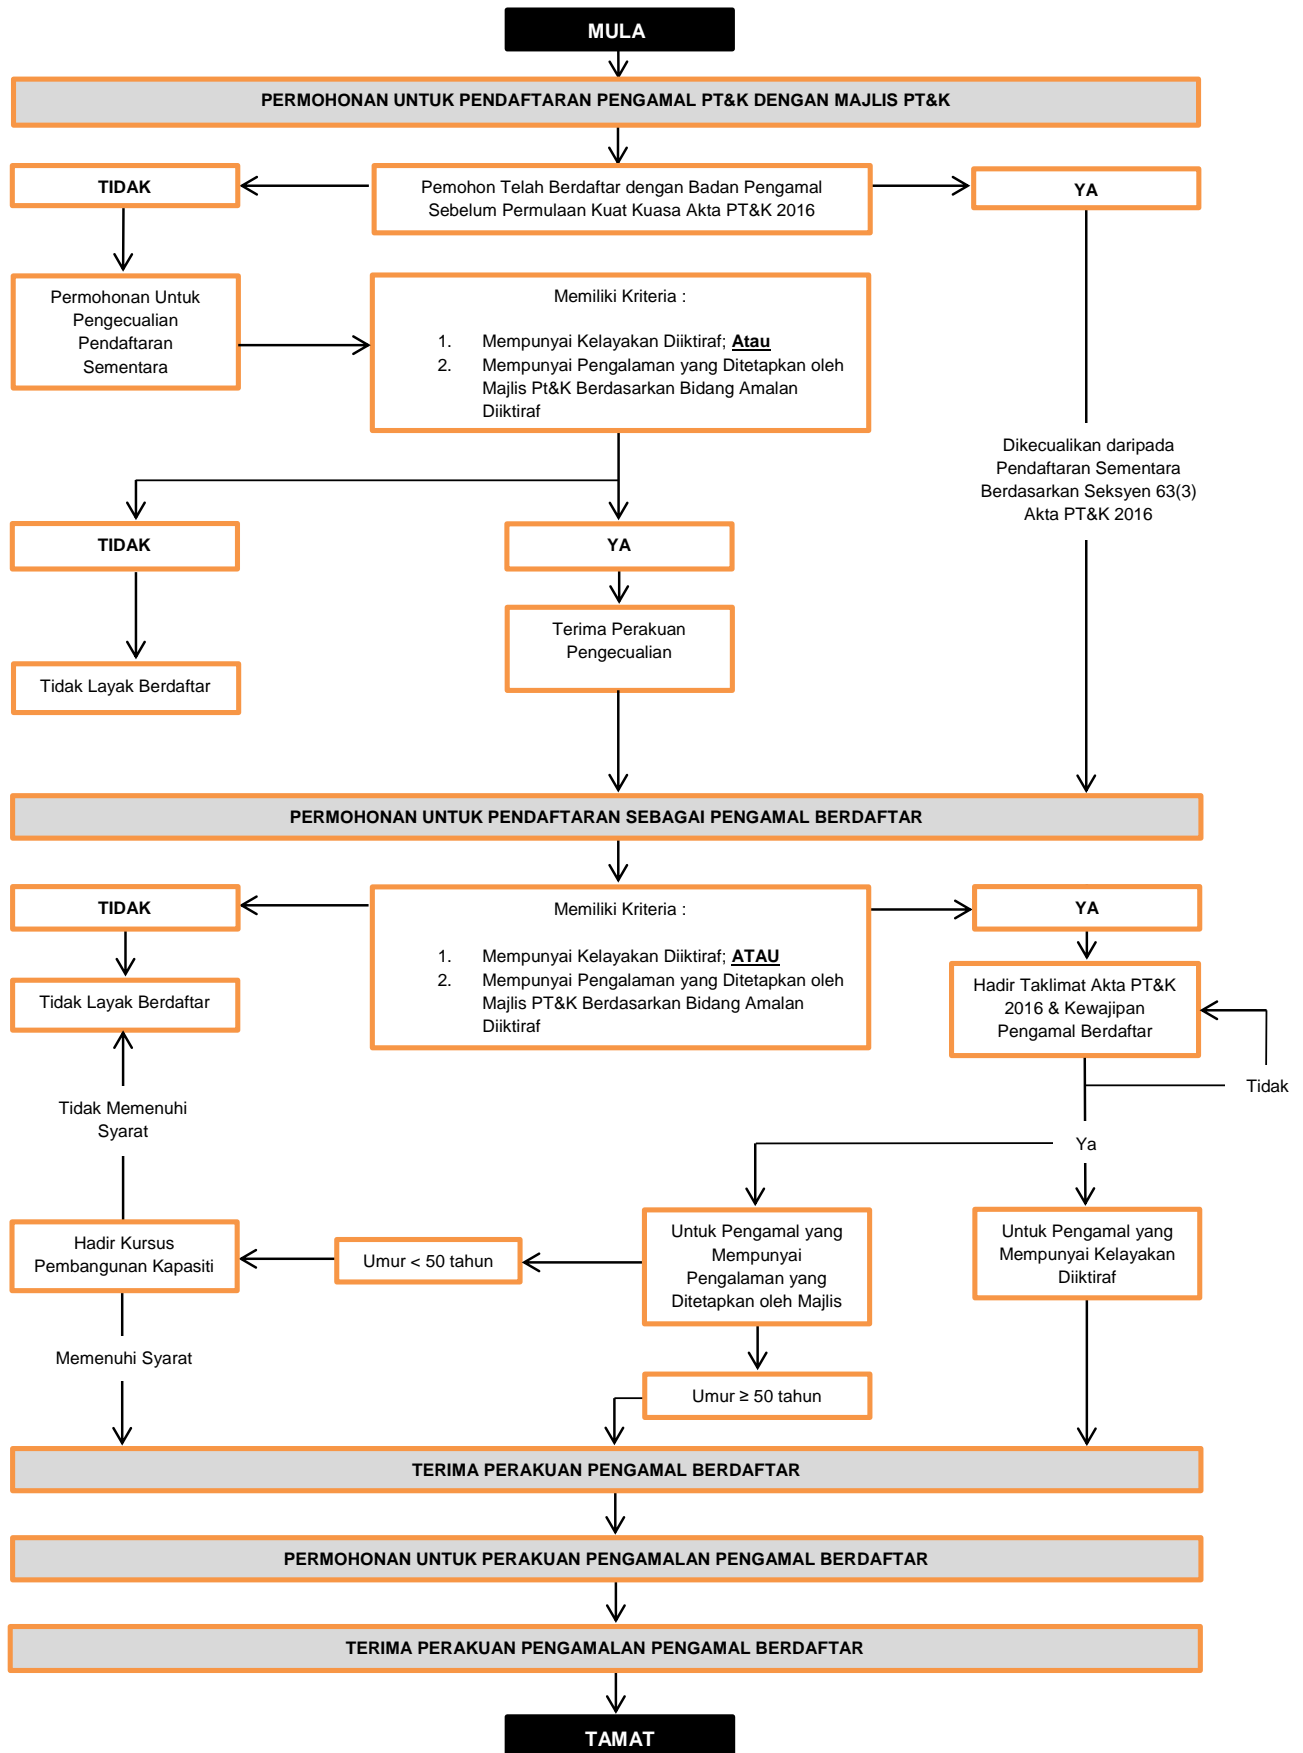 MULA
PERMOHONAN UNTUK PENDAFTARAN PENGAMAL PT&K DENGAN MAJLIS PT&K
TIDAK
Pemohon Telah Berdaftar dengan Badan Pengamal
Sebelum Permulaan Kuat Kuasa Akta PT&K 2016
YA
Permohonan Untuk
Pengecualian
Pendaftaran
Sementara
Memiliki Kriteria :
1. Mempunyai Kelayakan Diiktiraf; Atau
2. Mempunyai Pengalaman yang Ditetapkan oleh
Majlis Pt&K Berdasarkan Bidang Amalan
Diiktiraf
Dikecualikan daripada
Pendaftaran Sementara
Berdasarkan Seksyen 63(3)
Akta PT&K 2016
TIDAK
YA
Terima Perakuan
Pengecualian
Tidak Layak Berdaftar
PERMOHONAN UNTUK PENDAFTARAN SEBAGAI PENGAMAL BERDAFTAR
TIDAK
Memiliki Kriteria :
1. Mempunyai Kelayakan Diiktiraf; ATAU
2. Mempunyai Pengalaman yang Ditetapkan oleh
Majlis PT&K Berdasarkan Bidang Amalan
Diiktiraf
YA
Tidak Layak Berdaftar
Hadir Taklimat Akta PT&K
2016 & Kewajipan
Pengamal Berdaftar
Tidak
Tidak Memenuhi
Syarat
Ya
Hadir Kursus
Pembangunan Kapasiti
Umur < 50 tahun
Untuk Pengamal yang
Mempunyai
Pengalaman yang
Ditetapkan oleh Majlis
Untuk Pengamal yang
Mempunyai Kelayakan
Diiktiraf
Memenuhi Syarat
Umur ≥ 50 tahun
TERIMA PERAKUAN PENGAMAL BERDAFTAR
PERMOHONAN UNTUK PERAKUAN PENGAMALAN PENGAMAL BERDAFTAR
TERIMA PERAKUAN PENGAMALAN PENGAMAL BERDAFTAR
TAMAT